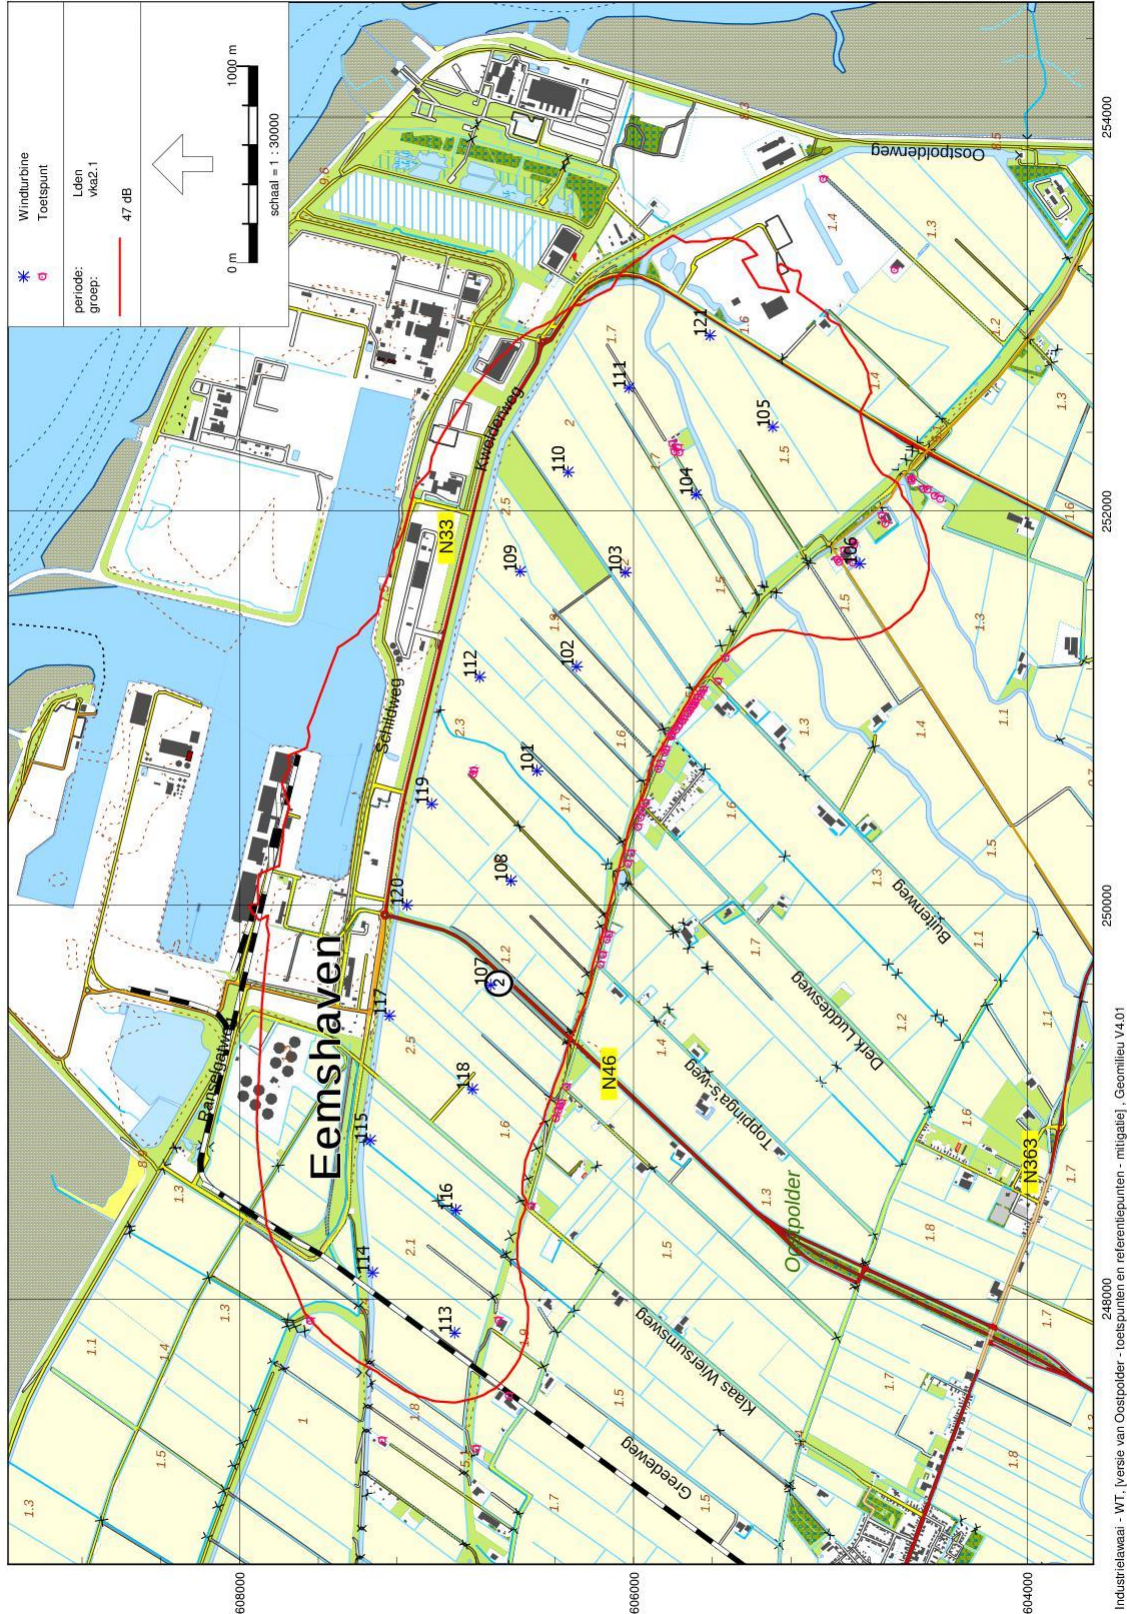 Windturbine
Toetspunt
periode: Lden
groep: vka2.1
47 dB
0 m 1000 m
schaal = 1 : 30000
Eemshaven
Ranselgatweg
Schildweg
Kwelderweg
Oostpolderweg
N33
N46
N363
Oostpolder
Buitenweg
Derk Luddesweg
Toppinga's-weg
Klaas Wiersumsweg
Greedeweg
101
102
103
104
105
106
107
108
109
110
111
112
113
114
115
116
117
118
119
120
121
2
248000
250000
252000
254000
608000
606000
604000
Industrielawaai - WT, [versie van Oostpolder - toetspunten en referentiepunten - mitigatie] , Geomilieu V4.01